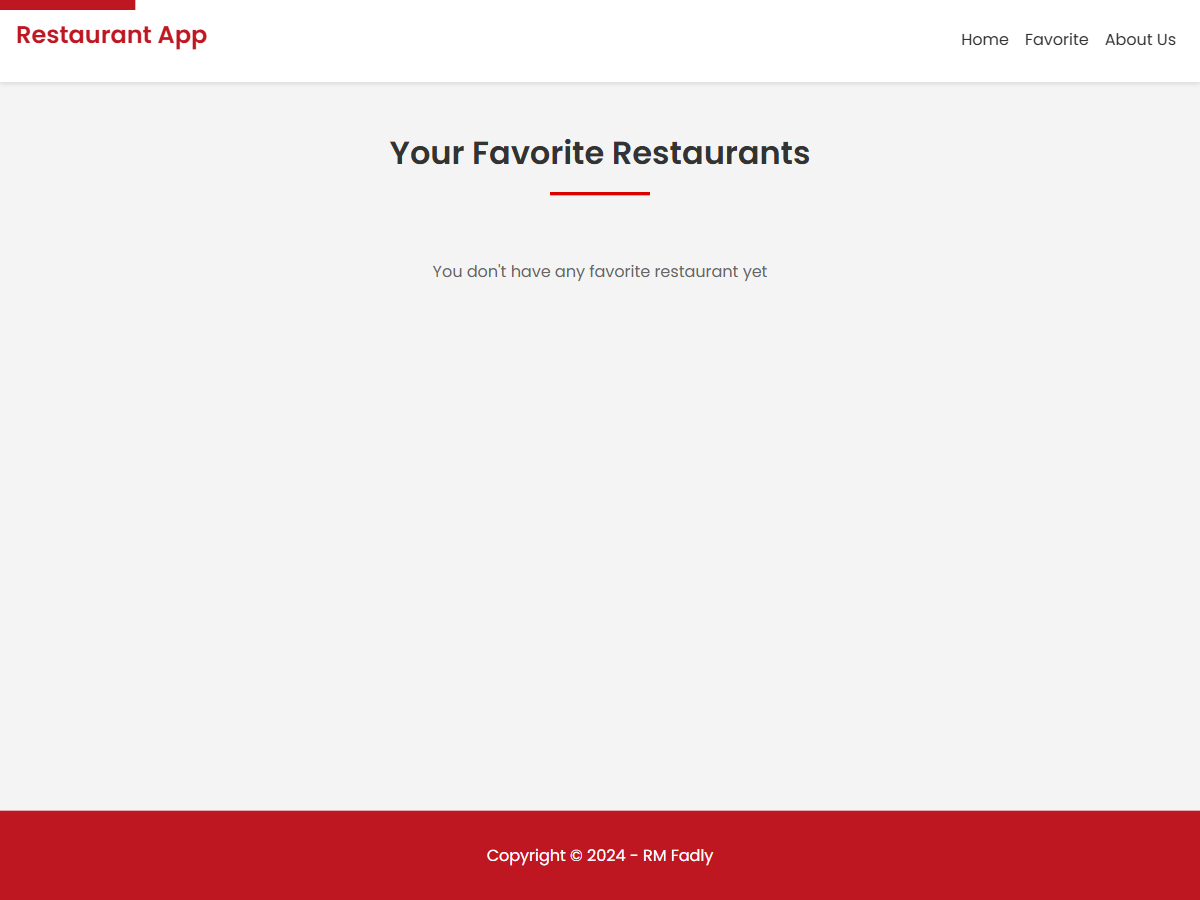 Restaurant App
Home Favorite About Us
Your Favorite Restaurants
You don't have any favorite restaurant yet
Copyright © 2024 - RM Fadly